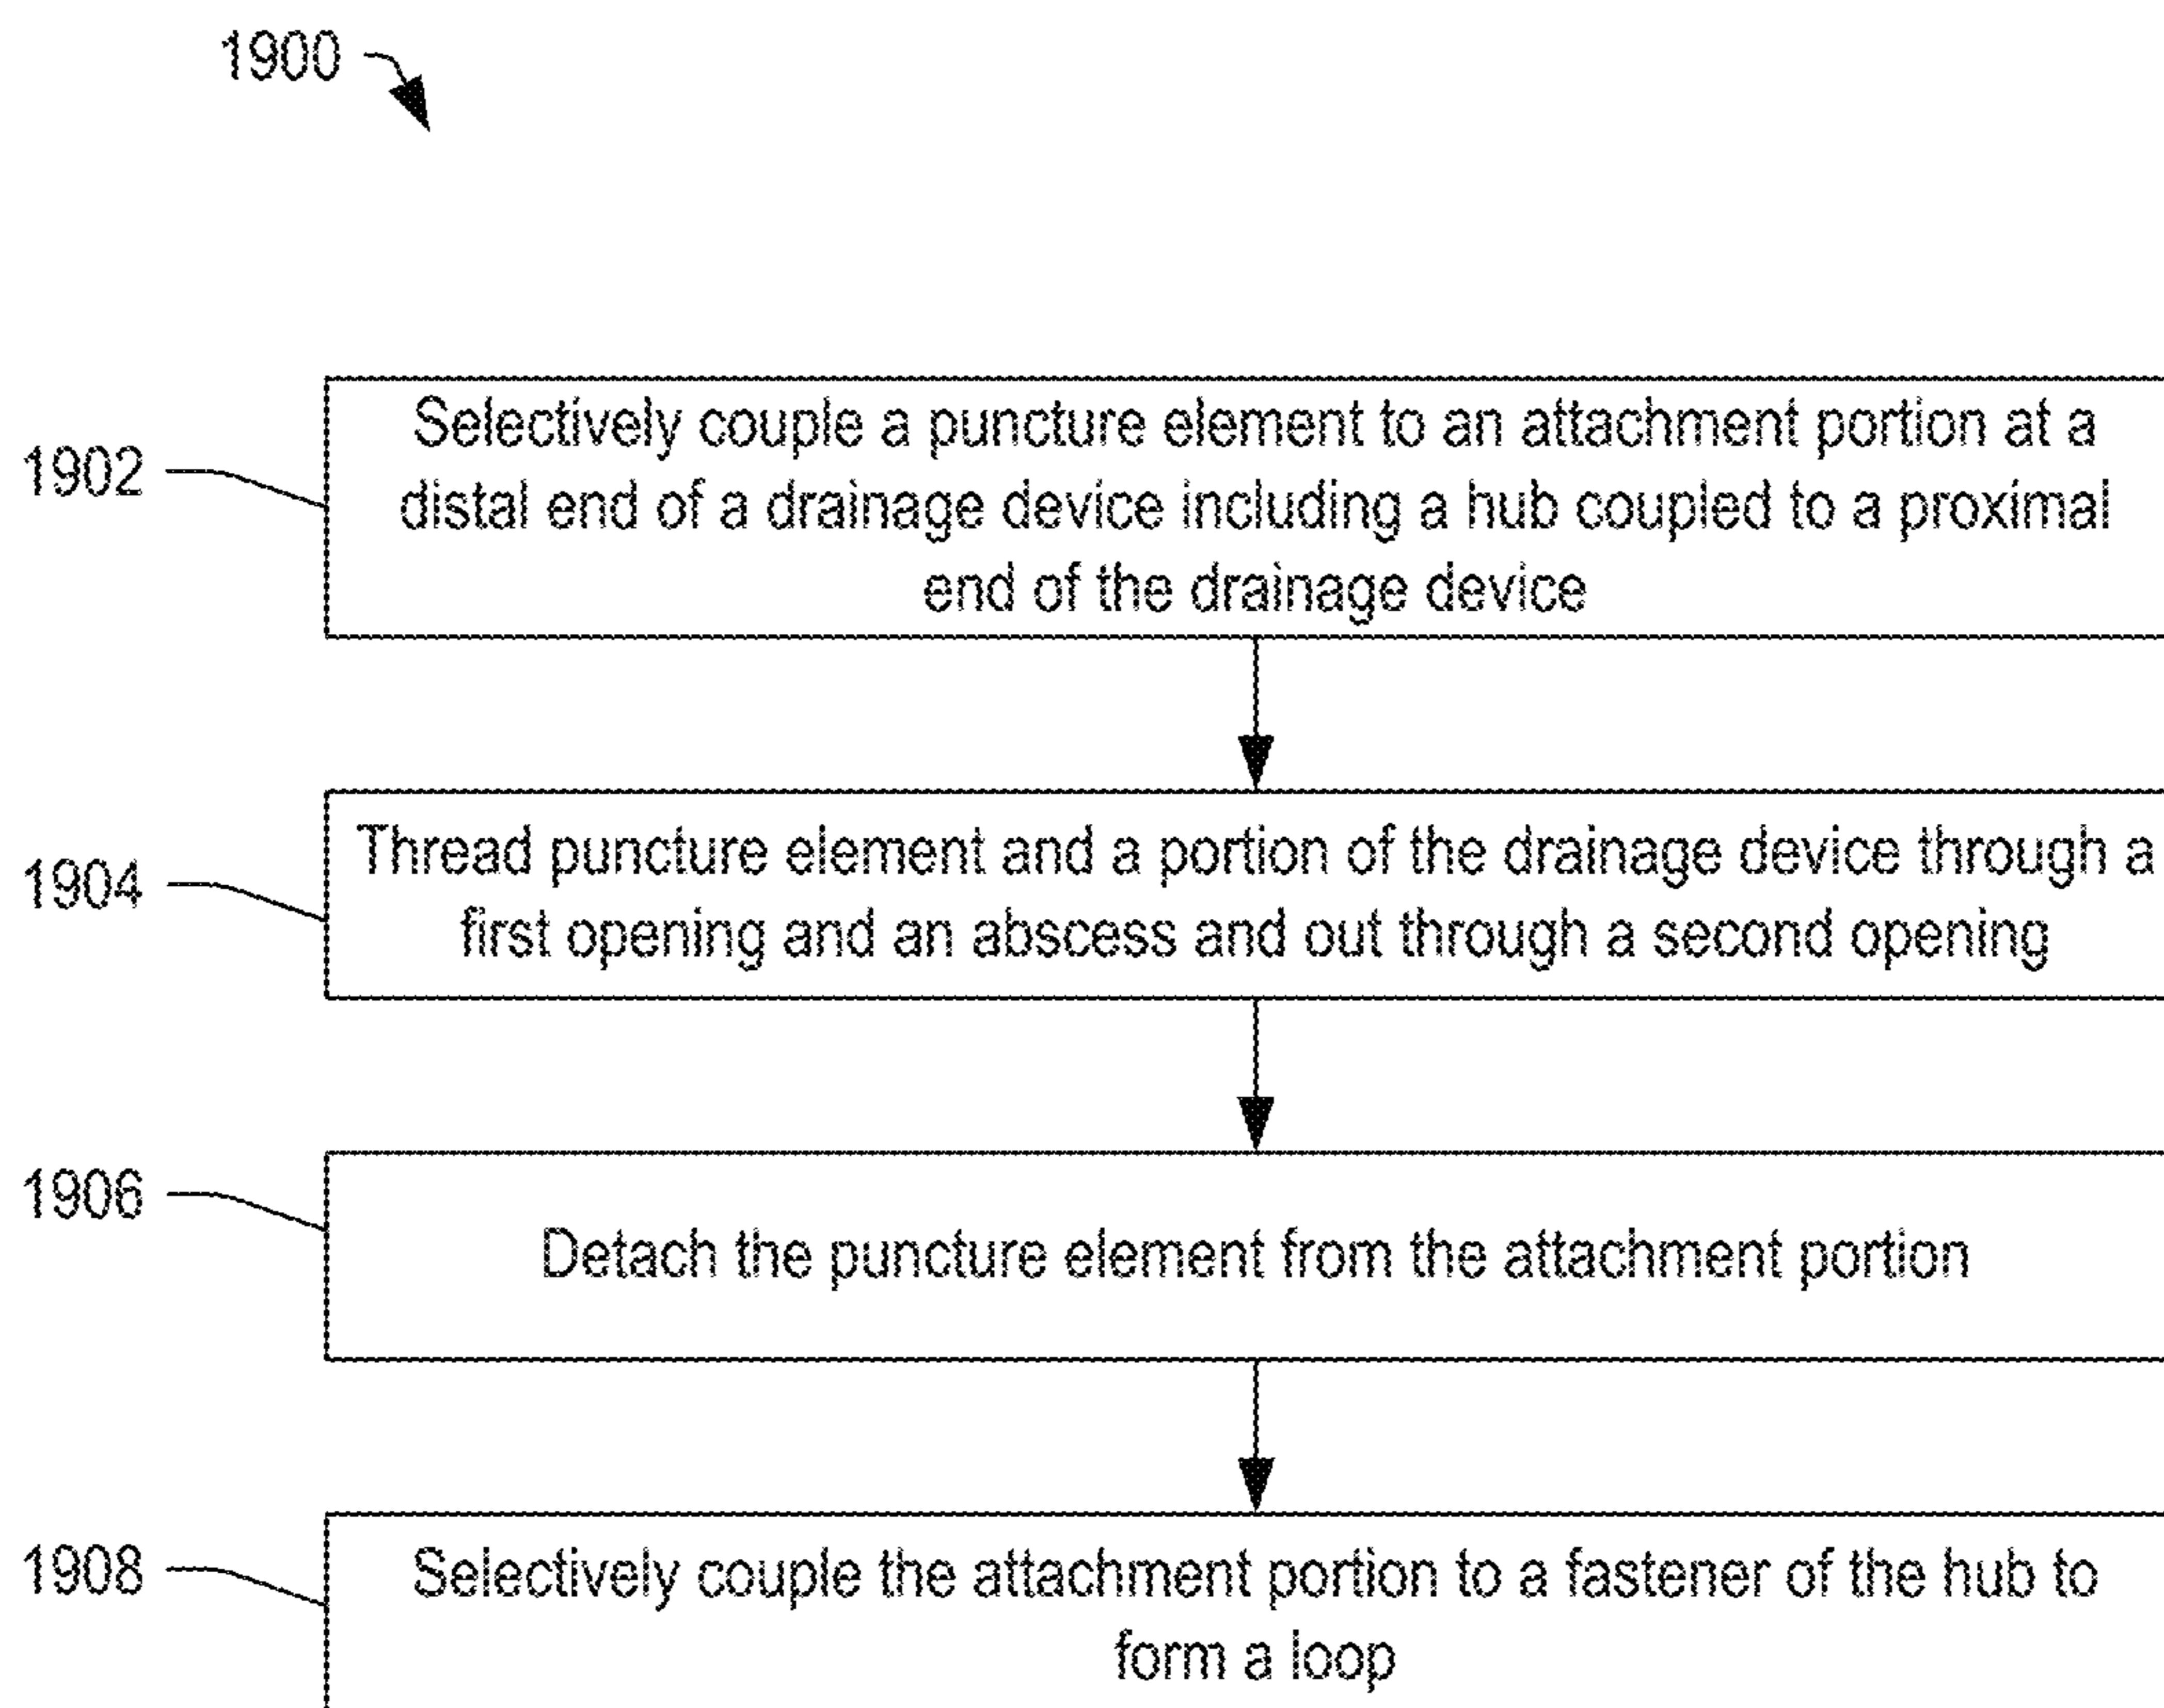 1900
1902
Selectively couple a puncture element to an attachment portion at a
distal end of a drainage device including a hub coupled to a proximal
end of the drainage device
1904
Thread puncture element and a portion of the drainage device through a
first opening and an abscess and out through a second opening
1906
Detach the puncture element from the attachment portion
1908
Selectively couple the attachment portion to a fastener of the hub to
form a loop